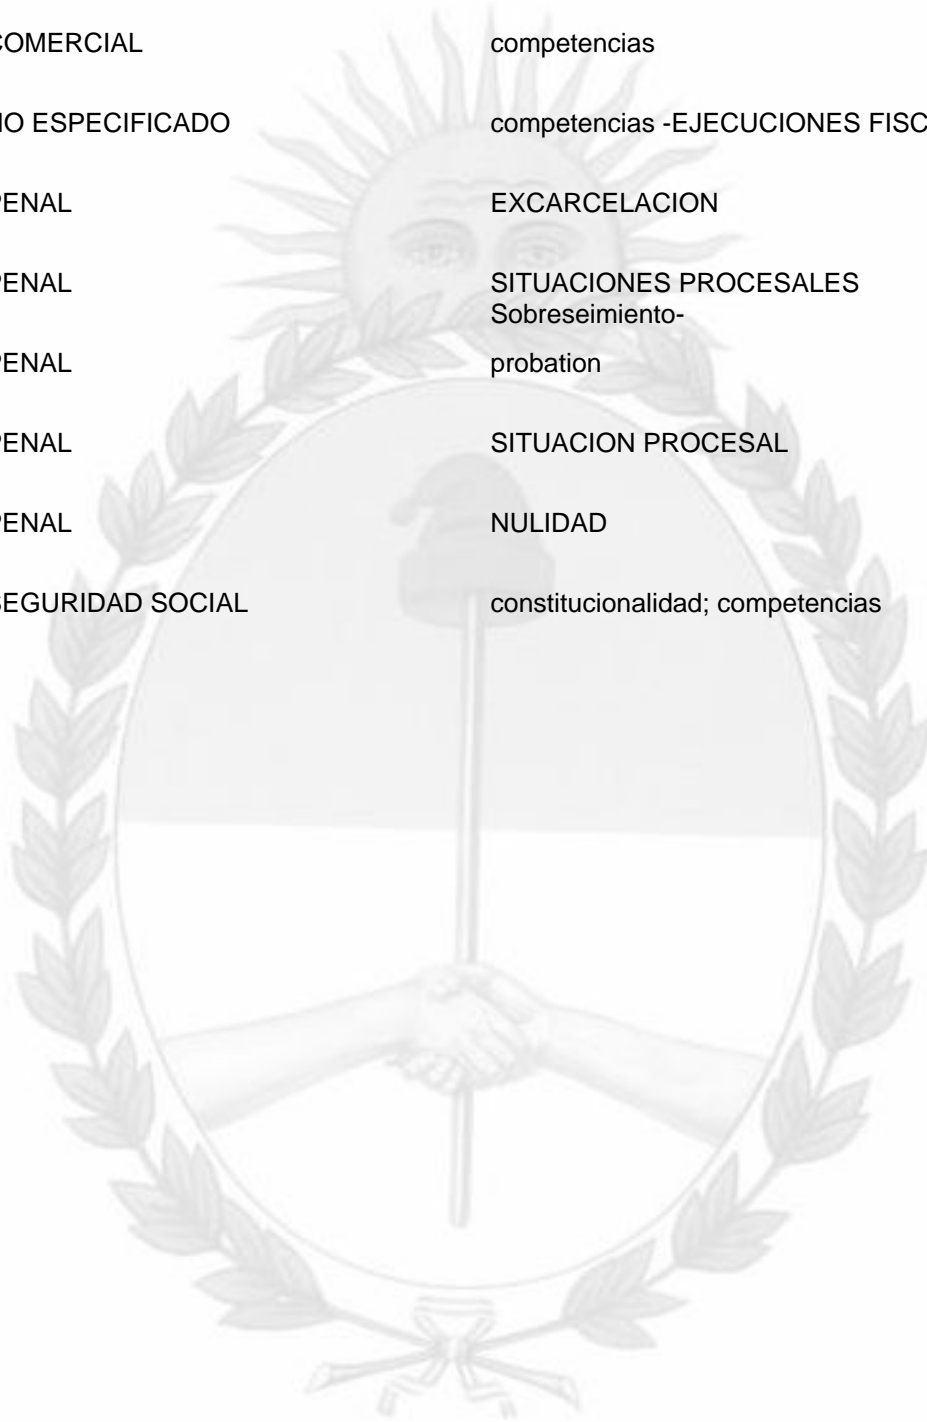 COMERCIAL competencias
NO ESPECIFICADO competencias -EJECUCIONES FISC
PENAL EXCARCELACION
PENAL SITUACIONES PROCESALES
Sobreseimiento-
PENAL probation
PENAL SITUACION PROCESAL
PENAL NULIDAD
SEGURIDAD SOCIAL constitucionalidad; competencias